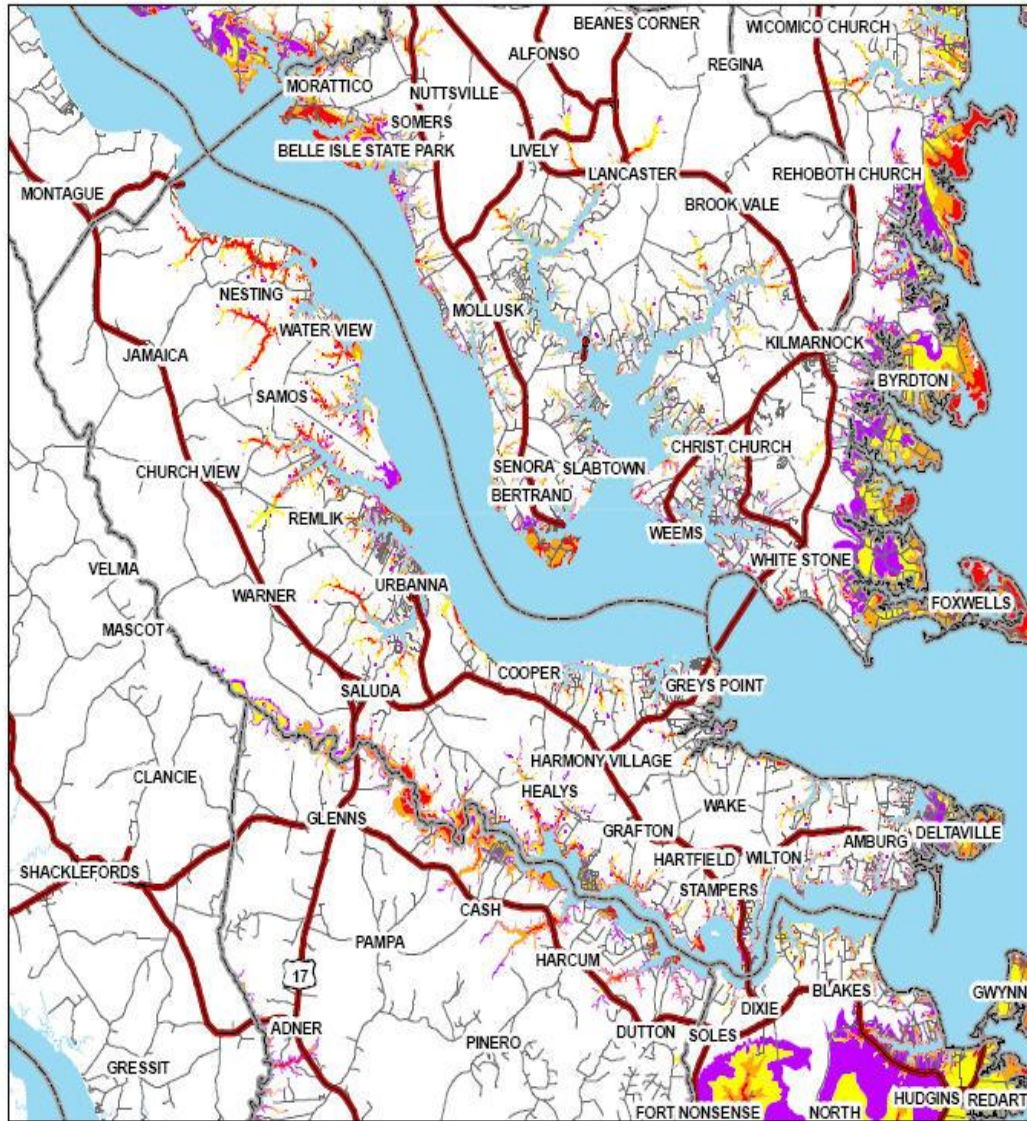 BEANES CORNER
WICOMICO CHURCH
ALFONSO
REGINA
MORATTICO
NUTTSVILLE
SOMERS
BELLE ISLE STATE PARK
LIVELY
LANCASTER
REHOBOTH CHURCH
MONTAGUE
BROOK VALE
NESTING
MOLLUSK
WATER VIEW
JAMAICA
KILMARNOCK
BYRDTON
SAMOS
CHRIST CHURCH
CHURCH VIEW
SENORA
SLABTOWN
BERTRAND
REMLIK
WEEMS
WHITE STONE
VELMA
URBANNA
WARNER
FOXWELLS
MASCOT
COOPER
SALUDA
GREYS POINT
HARMONY VILLAGE
CLANCIE
HEALYS
WAKE
GLENNS
GRAFTON
DELTAVILLE
AMBURG
HARTFIELD
WILTON
SHACKLEFORDS
STAMPERS
CASH
PAMPA
HARCUM
17
BLAKES
GWYNN
DIXIE
ADNER
DUTTON
SOLES
PINERO
GRESSIT
HUDGINS
REDART
FORT NONSENSE
NORTH